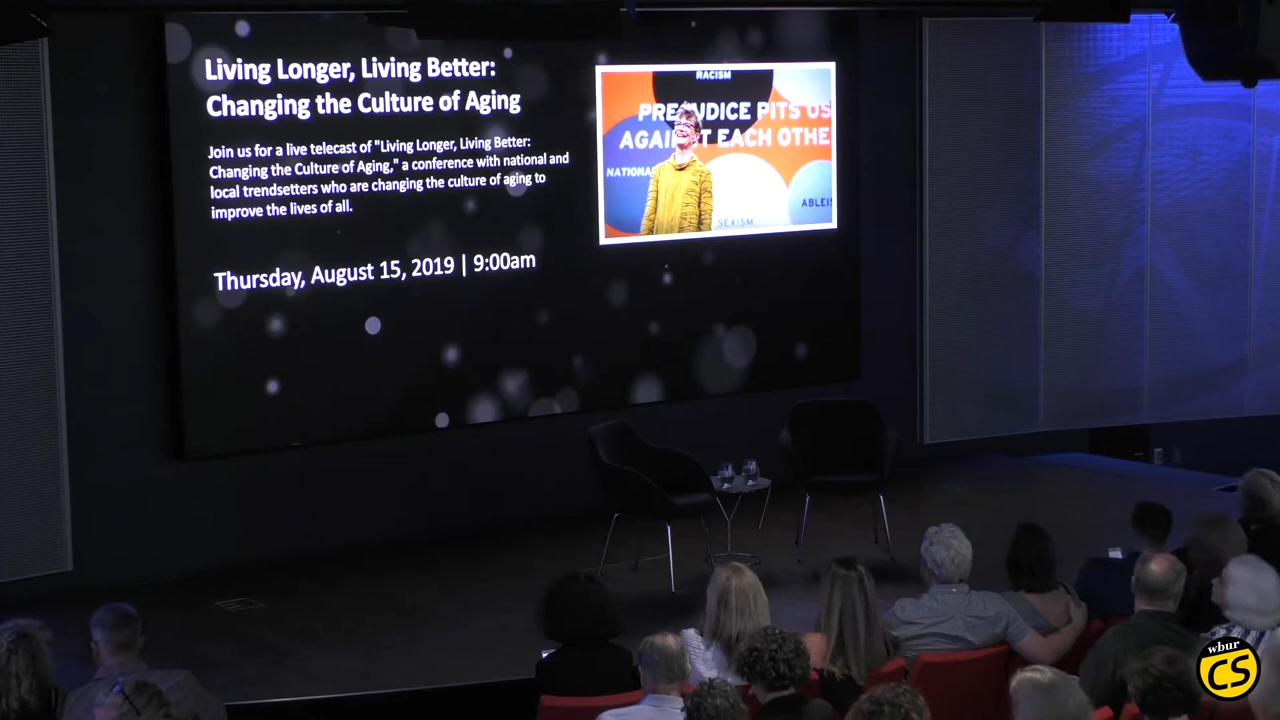 Living Longer, Living Better:
Changing the Culture of Aging
Join us for a live telecast of "Living Longer, Living Better:
Changing the Culture of Aging," a conference with national and
local trendsetters who are changing the culture of aging to
improve the lives of all.
Thursday, August 15, 2019 | 9:00am
RACISM
PREJUDICE PITS US
AGAINST EACH OTHE
NATIONA
ABLEIS
SEXISM
wbur
CS